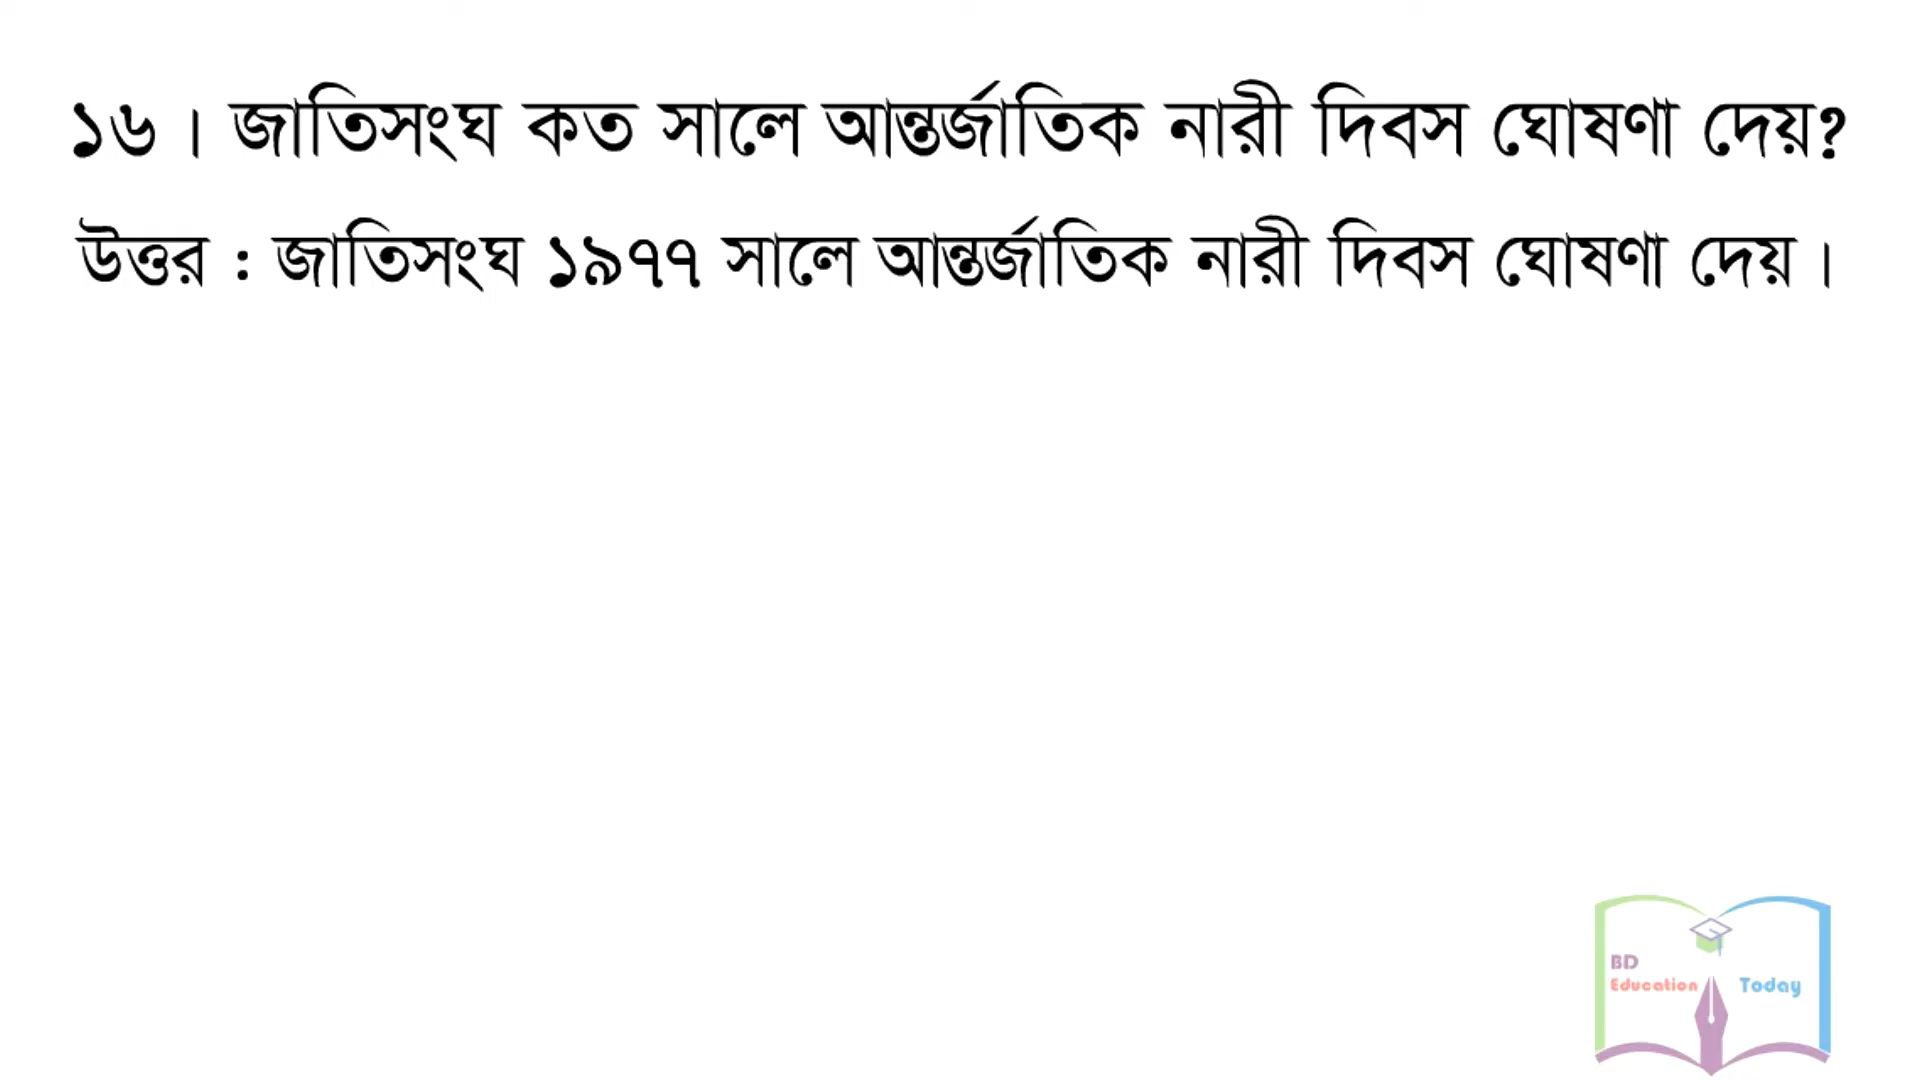 ১৬। জাতিসংঘ কত সালে আন্তর্জাতিক নারী দিবস ঘোষণা দেয়?
উত্তর : জাতিসংঘ ১৯৭৭ সালে আন্তর্জাতিক নারী দিবস ঘোষণা দেয়।
BD
Education Today